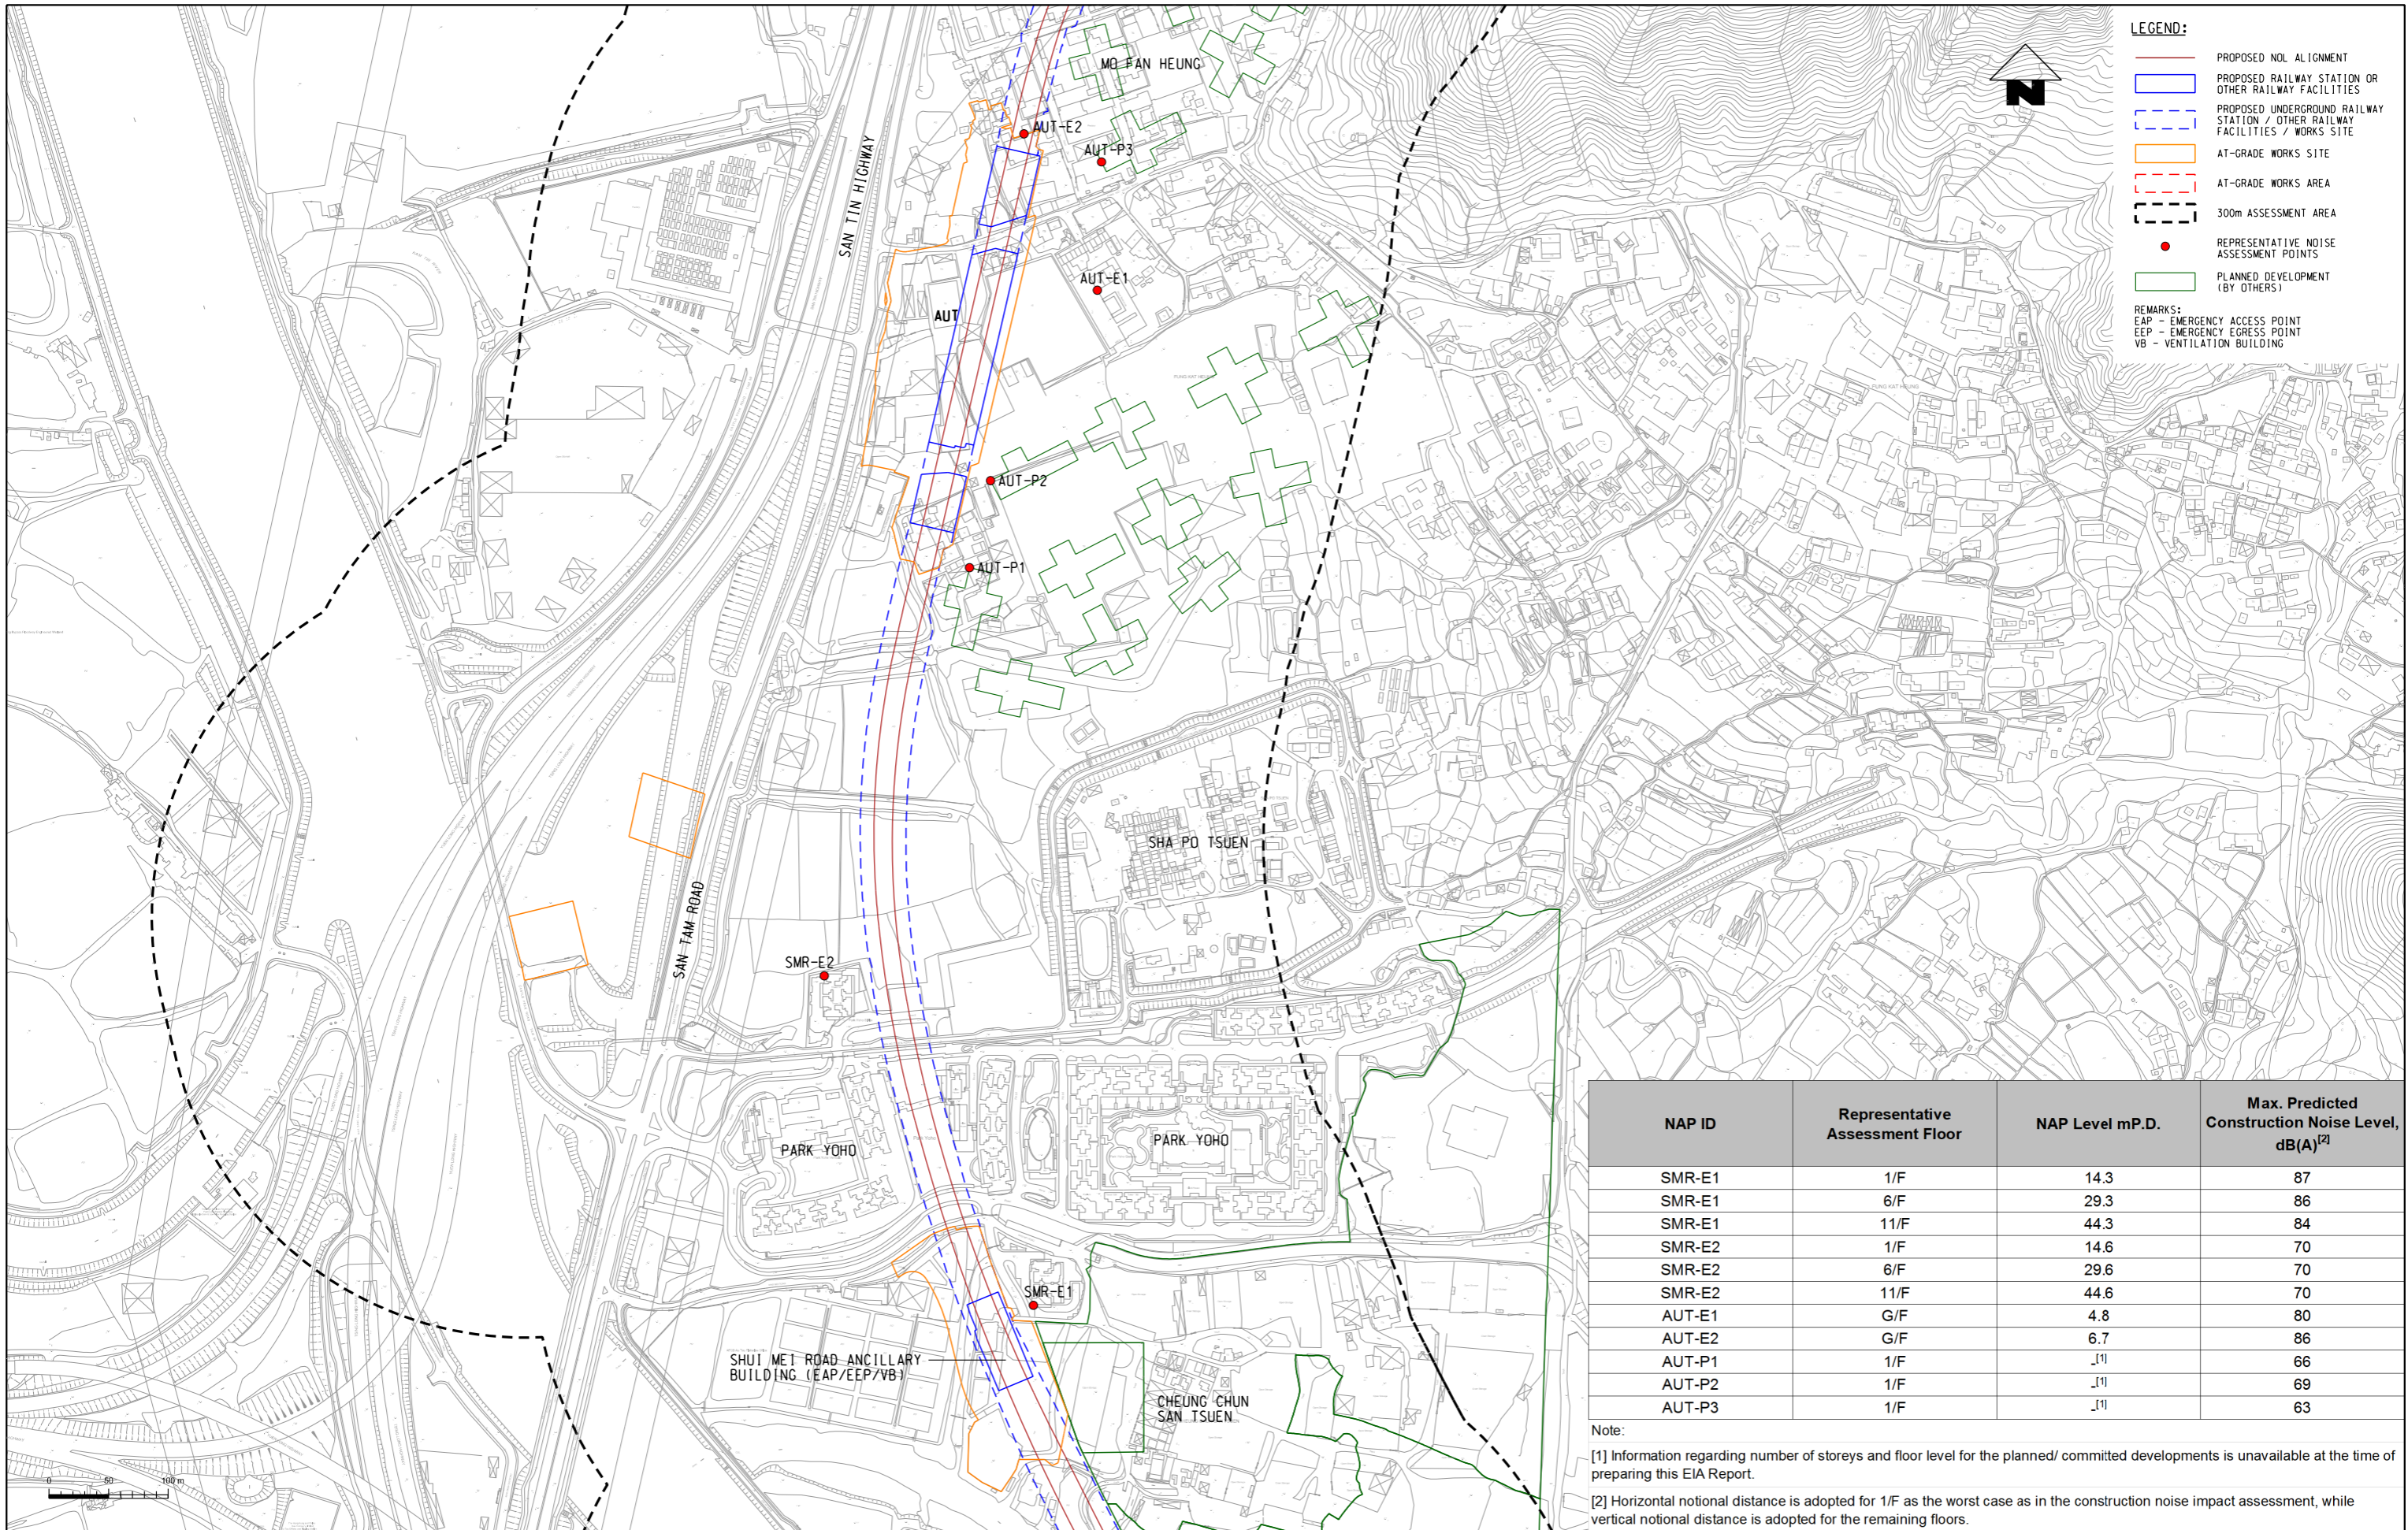 LEGEND:
PROPOSED NOL ALIGNMENT
PROPOSED RAILWAY STATION OR
OTHER RAILWAY FACILITIES
PROPOSED UNDERGROUND RAILWAY
STATION / OTHER RAILWAY
FACILITIES / WORKS SITE
AT-GRADE WORKS SITE
AT-GRADE WORKS AREA
300m ASSESSMENT AREA
REPRESENTATIVE NOISE
ASSESSMENT POINTS
PLANNED DEVELOPMENT
(BY OTHERS)
REMARKS:
EAP - EMERGENCY ACCESS POINT
EEP - EMERGENCY EGRESS POINT
VB - VENTILATION BUILDING
N
MO FAN HEUNG
AUT-E2
AUT-P3
SAN TIN HIGHWAY
AUT-E1
AUT
FUNG KAT HEUNG
FUNG KAT HEUNG
AUT-P2
AUT-P1
SHA PO TSUEN
SAN TAM ROAD
SMR-E2
PARK YOHO
PARK YOHO
PARK YOHO
SMR-E1
SHUI MEI ROAD ANCILLARY
BUILDING (EAP/EEP/VB)
CHEUNG CHUN
SAN TSUEN
0 50 100 m
NAP ID Representative Assessment Floor NAP Level mP.D. Max. Predicted Construction Noise Level, dB(A)[2]
SMR-E1 1/F 14.3 87
SMR-E1 6/F 29.3 86
SMR-E1 11/F 44.3 84
SMR-E2 1/F 14.6 70
SMR-E2 6/F 29.6 70
SMR-E2 11/F 44.6 70
AUT-E1 G/F 4.8 80
AUT-E2 G/F 6.7 86
AUT-P1 1/F -[1] 66
AUT-P2 1/F -[1] 69
AUT-P3 1/F -[1] 63
Note:
[1] Information regarding number of storeys and floor level for the planned/ committed developments is unavailable at the time of
preparing this EIA Report.
[2] Horizontal notional distance is adopted for 1/F as the worst case as in the construction noise impact assessment, while
vertical notional distance is adopted for the remaining floors.